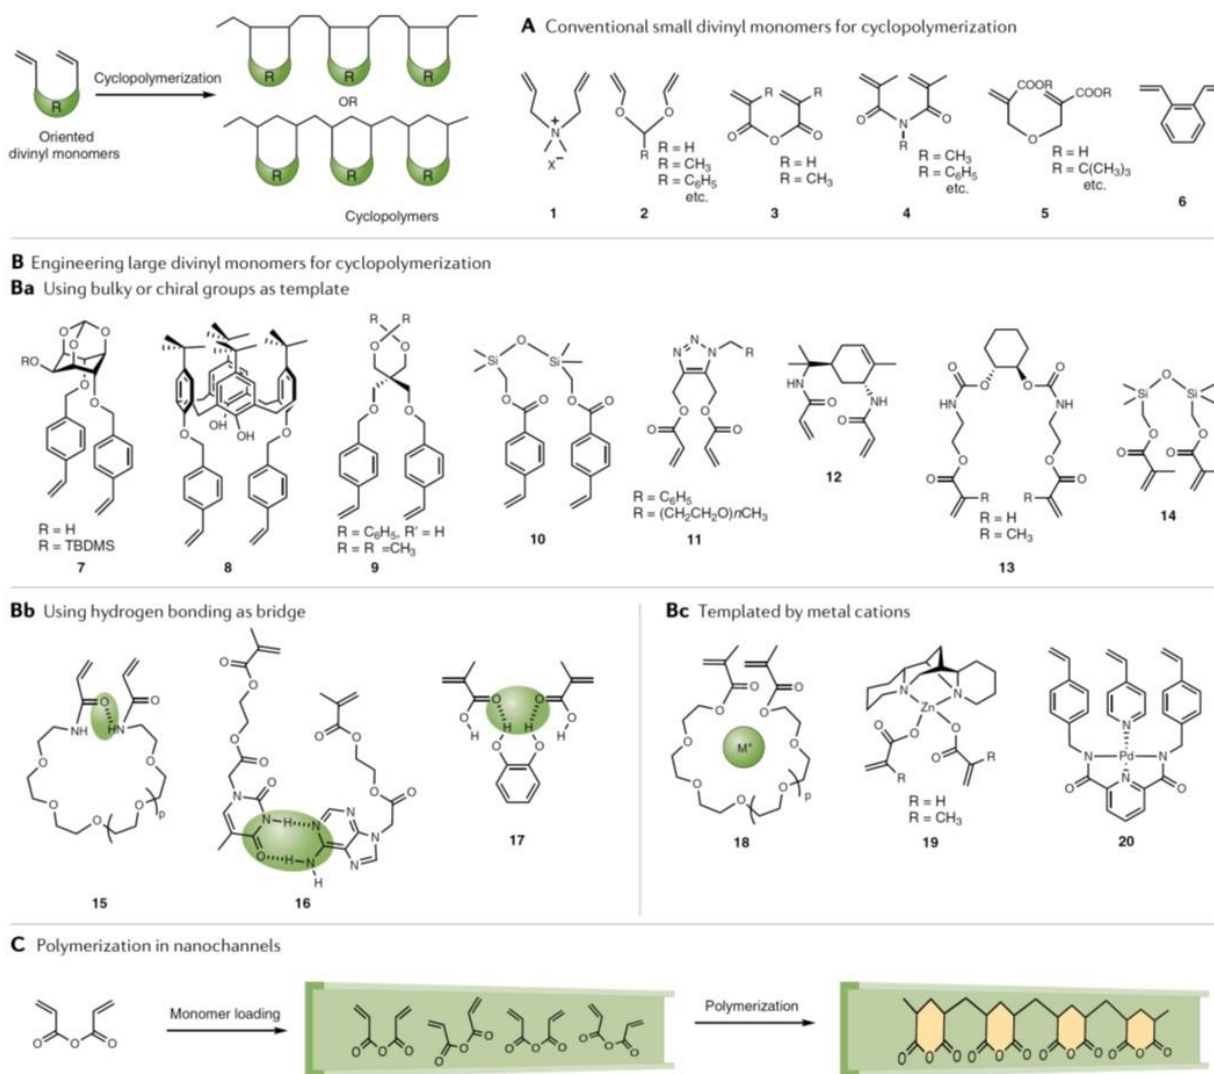 A Conventional small divinyl monomers for cyclopolymerization
Cyclopolymerization
R
R R R
OR
R R R
Oriented
divinyl monomers
Cyclopolymers
N
+
X−
1
O O
R
R = H
R = CH3
R = C6H5
etc.
2
R R
O O O
R = H
R = CH3
3
O N O
R
R = CH3
R = C6H5
etc.
4
COOR
COOR
O
R = H
R = C(CH3)3
etc.
5
6
B Engineering large divinyl monomers for cyclopolymerization
Ba Using bulky or chiral groups as template
O O
O
RO
O
O
R = H
R = TBDMS
7
OH
OH
O O
8
R R
O O
O O
R = C6H5, R' = H
R = R =CH3
9
O
Si Si
O O
O O
10
N
N N
R
O O
O O
R = C6H5
R = (CH2CH2O)nCH3
11
HN
O NH
O
12
O O O O
HN NH
O O
O O
R R
R = H
R = CH3
13
O
Si Si
O O
O O
14
Bb Using hydrogen bonding as bridge
O O
NH HN
O O
O O
O
p
15
O
O
O
O
O
O
O
O
O
N O
N H N N
O H N N N
H
16
O O
O H H O
H O O H
17
Bc Templated by metal cations
O O
O O
O M+ O
O O
O O
p
18
N N
Zn
O O
O O
R R
R = H
R = CH3
19
N
N Pd N
O N O
20
C Polymerization in nanochannels
O O O
Monomer loading
O O O O O O O O O O O O
Polymerization
O O O O O O O O O O O O